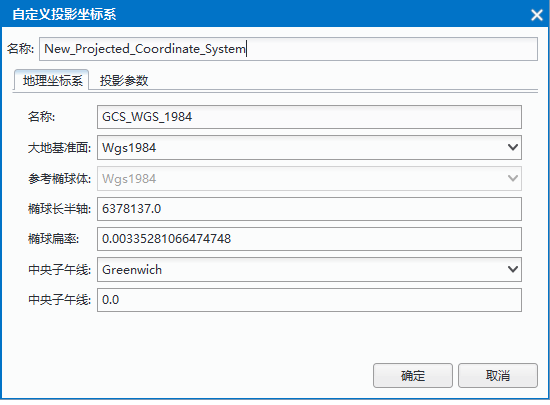 自定义投影坐标系
名称: New_Projected_Coordinate_System
地理坐标系 投影参数
名称: GCS_WGS_1984
大地基准面: Wgs1984
参考椭球体: Wgs1984
椭球长半轴: 6378137.0
椭球扁率: 0.00335281066474748
中央子午线: Greenwich
中央子午线: 0.0
确定 取消